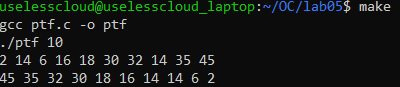 uselesscloud@uselesscloud_laptop:~/OC/lab05$ make
gcc ptf.c -o ptf
./ptf 10
2 14 6 16 18 30 32 14 35 45
45 35 32 30 18 16 14 14 6 2